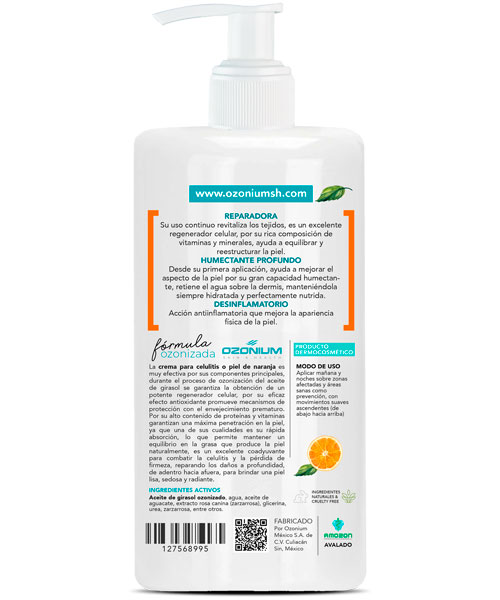 www.ozoniumsh.com
REPARADORA
Su uso continuo revitaliza los tejidos, es un excelente
regenerador celular, por su rica composición de
vitaminas y minerales, ayuda a equilibrar y
reestructurar la piel.
HUMECTANTE PROFUNDO
Desde su primera aplicación, ayuda a mejorar el
aspecto de la piel por su gran capacidad humectan-
te, retiene el agua sobre la dermis, manteniéndola
siempre hidratada y perfectamente nutrida.
DESINFLAMATORIO
Acción antiinflamatoria que mejora la apariencia
física de la piel.
fórmula
ozonizada
OZONIUM
SKIN & HEALTH
La crema para celulitis o piel de naranja es
muy efectiva por sus componentes principales,
durante el proceso de ozonización del aceite
de girasol se garantiza la obtención de un
potente regenerador celular, por su eficaz
efecto antioxidante promueve mecanismos de
protección con el envejecimiento prematuro.
Por su alto contenido de proteínas y vitaminas
garantizan una máxima penetración en la piel,
ya que una de sus cualidades es su rápida
absorción, lo que permite mantener un
equilibrio en la grasa que produce la piel
naturalmente, es un excelente coadyuvante
para combatir la celulitis y la pérdida de
firmeza, reparando los daños a profundidad,
de adentro hacia afuera, para brindar una piel
lisa, sedosa y radiante.
INGREDIENTES ACTIVOS
Aceite de girasol ozonizado, agua, aceite de
aguacate, extracto rosa canina (zarzarrosa), glicerina,
urea, zarzarrosa, entre otros.
PRODUCTO
DERMOCOSMÉTICO
MODO DE USO
Aplicar mañana y
noches sobre zonas
afectadas y áreas
sanas como
prevención, con
movimientos suaves
ascendentes (de
abajo hacia arriba)
INGREDIENTES
NATURALES &
CRUELTY FREE
127568995
FABRICADO
Por Ozonium
México S.A. de
C.V. Culiacán
Sin, México
AMOZON
AVALADO